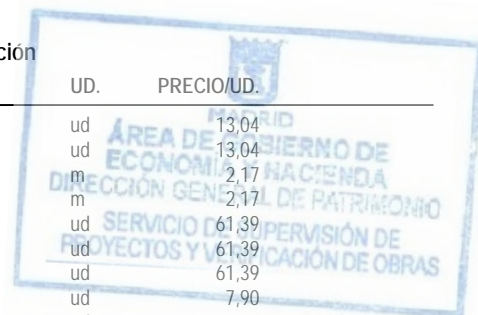 ción
UD. PRECIO/UD.
ud 13,04
ud 13,04
m 2,17
m 2,17
ud 61,39
ud 61,39
ud 61,39
ud 7,90
MADRID
ÁREA DE GOBIERNO DE
ECONOMÍA Y HACIENDA
DIRECCIÓN GENERAL DE PATRIMONIO
SERVICIO DE SUPERVISIÓN DE
PROYECTOS Y VERIFICACIÓN DE OBRAS